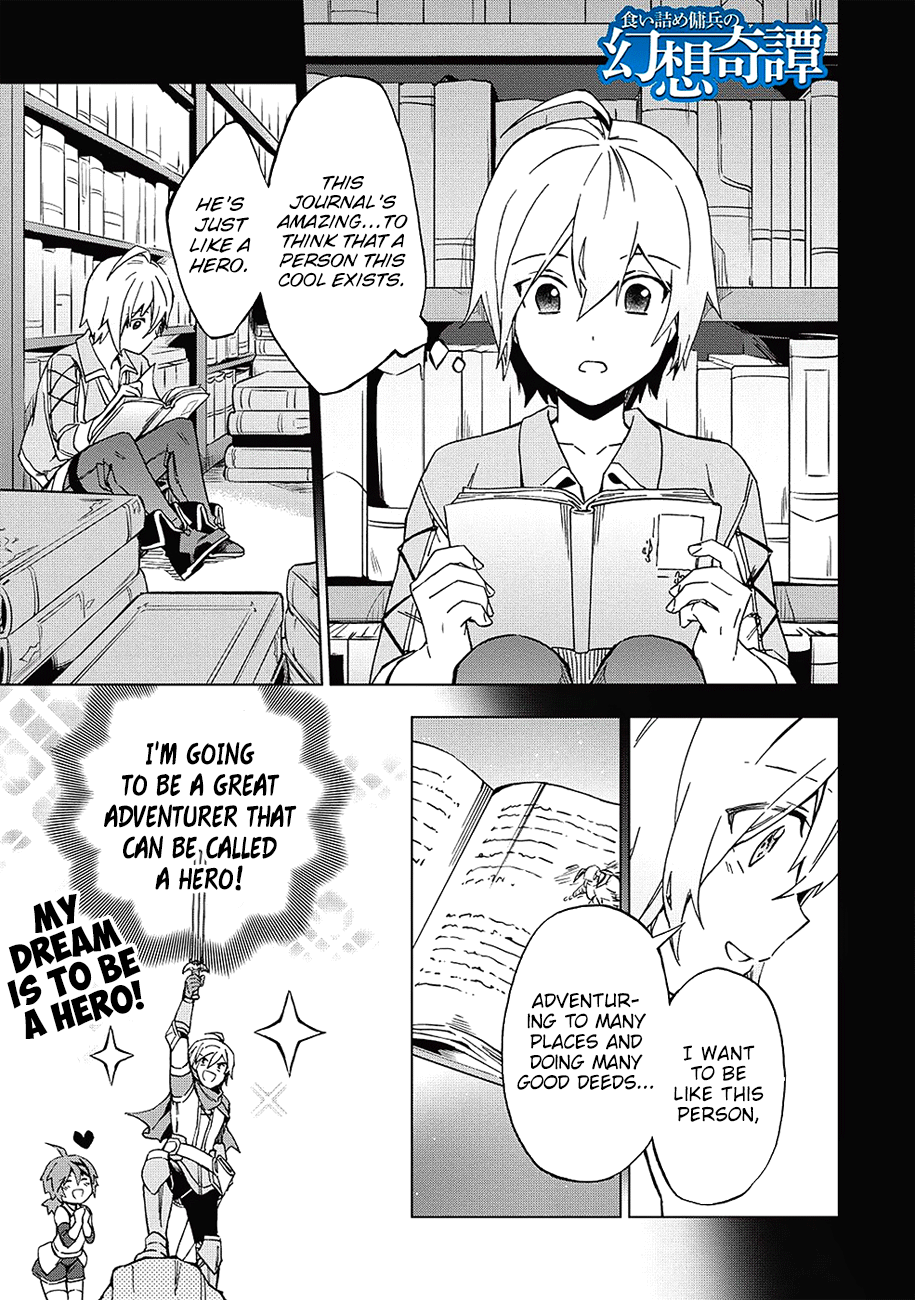 食い詰め傭兵の
幻想奇譚
THIS
JOURNAL'S
AMAZING...TO
THINK THAT A
PERSON THIS
COOL EXISTS.
HE'S
JUST
LIKE A
HERO.
I WANT
TO BE
LIKE THIS
PERSON,
ADVENTUR-
ING TO MANY
PLACES AND
DOING MANY
GOOD DEEDS...
I'M GOING
TO BE A GREAT
ADVENTURER THAT
CAN BE CALLED
A HERO!
MY
DREAM
IS TO BE
A HERO!